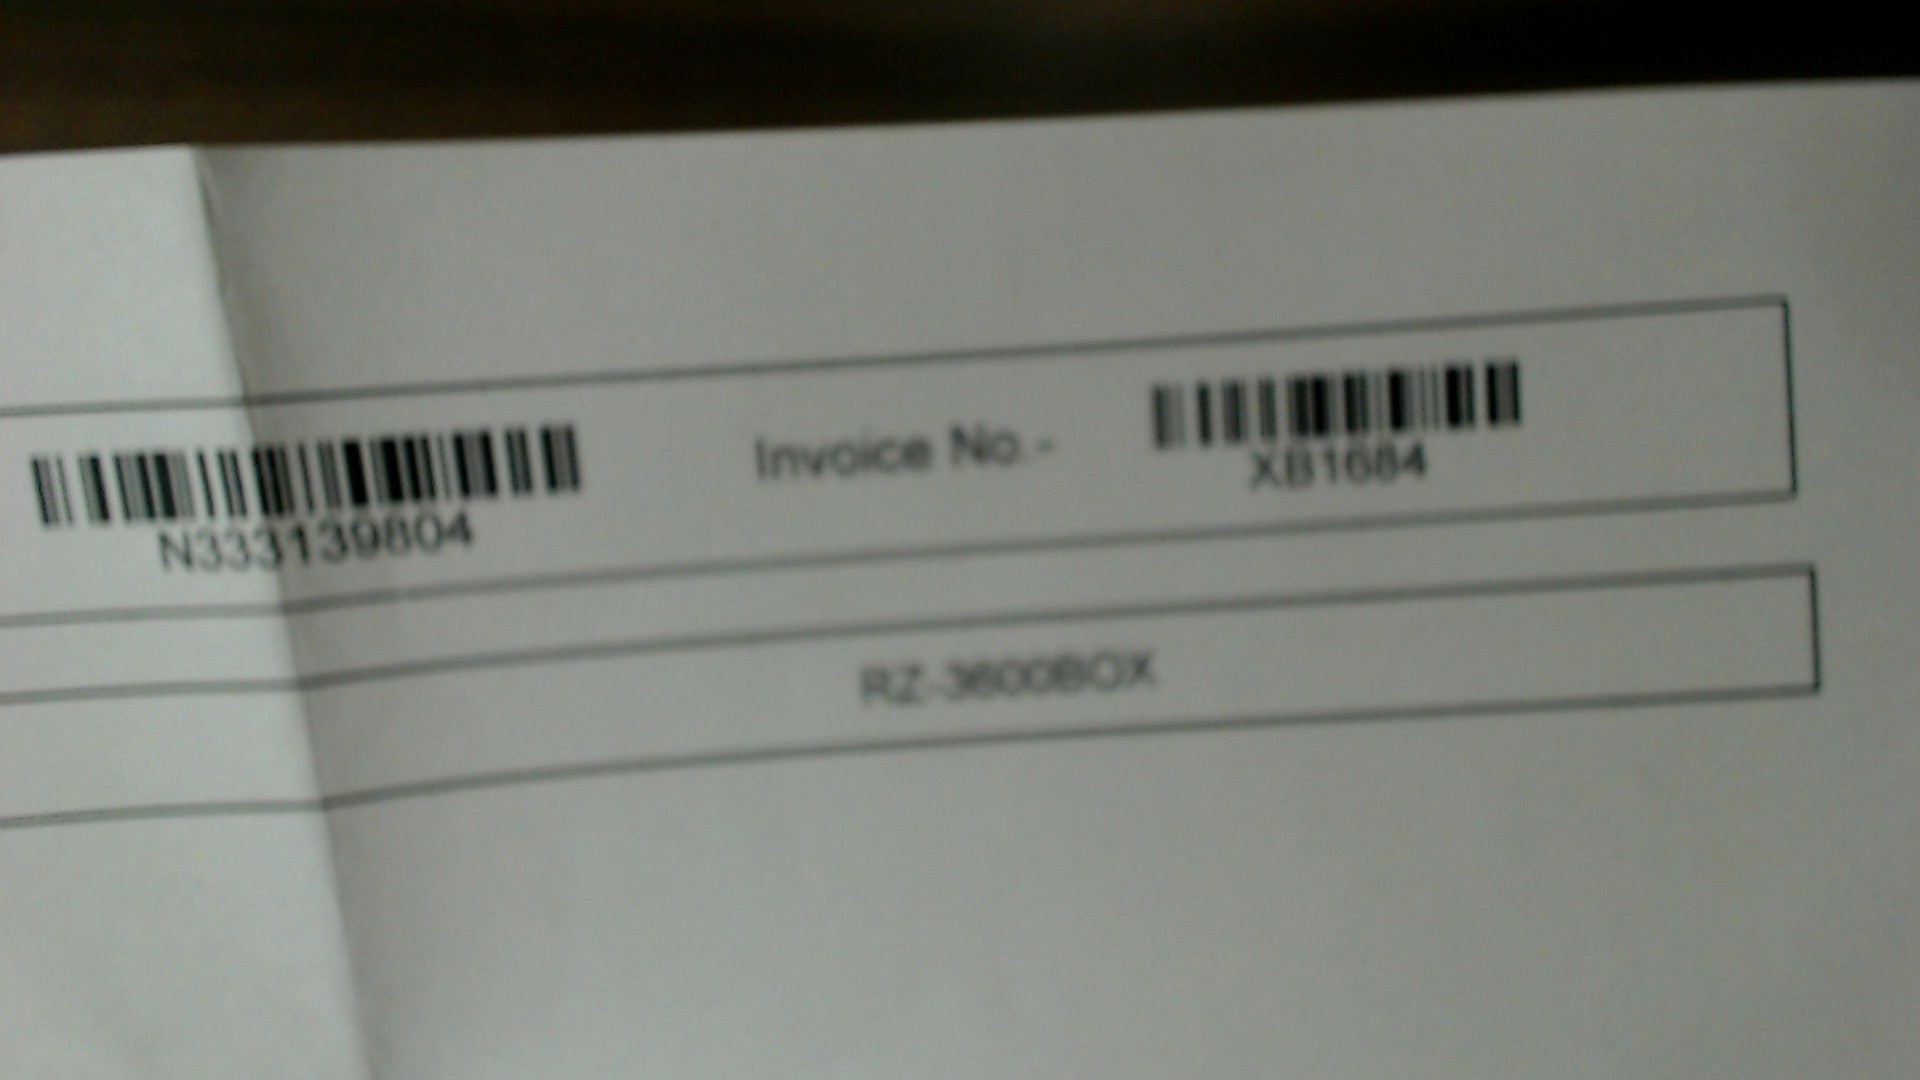 Invoice No.-
XB1684
N333139804
RZ-3600BOX